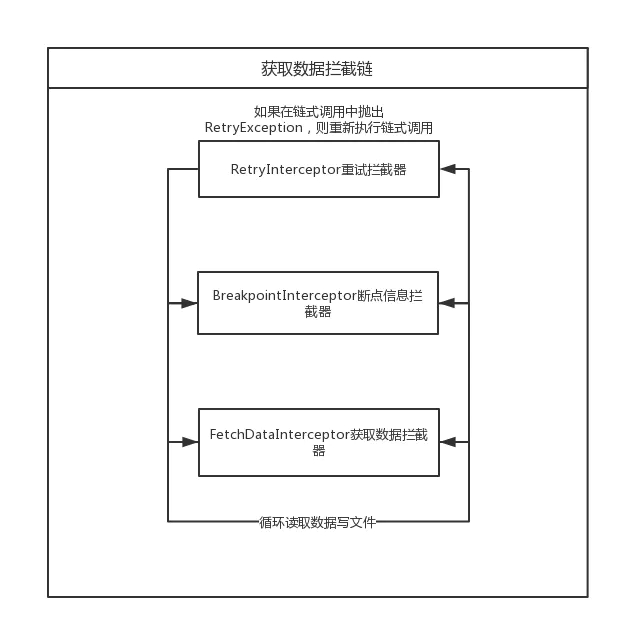 获取数据拦截链
如果在链式调用中抛出
RetryException，则重新执行链式调用
RetryInterceptor重试拦截器
BreakpointInterceptor断点信息拦
截器
FetchDataInterceptor获取数据拦截
器
循环读取数据写文件